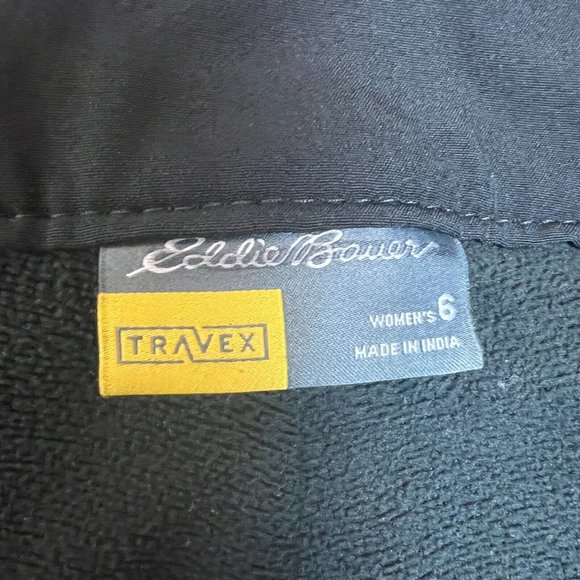 Eddie Bauer
TRAVEX
WOMEN'S 6
MADE IN INDIA